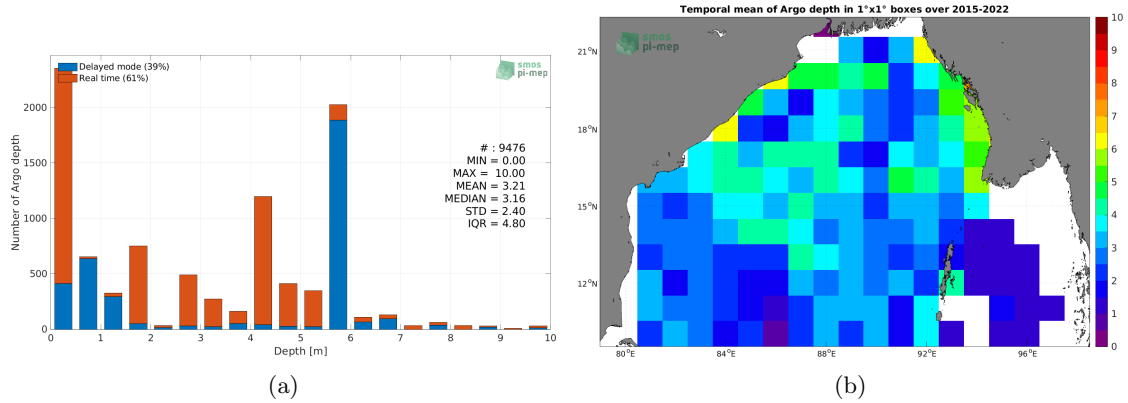 Delayed mode (39%)
Real time (61%)
smos
pi-mep
# : 9476
MIN = 0.00
MAX = 10.00
MEAN = 3.21
MEDIAN = 3.16
STD = 2.40
IQR = 4.80
Number of Argo depth
2000
1500
1000
500
0
0 1 2 3 4 5 6 7 8 9 10
Depth [m]
(a)
Temporal mean of Argo depth in 1°x1° boxes over 2015-2022
smos
pi-mep
21°N
18°N
15°N
12°N
80°E 84°E 88°E 92°E 96°E
10
9
8
7
6
5
4
3
2
1
0
(b)